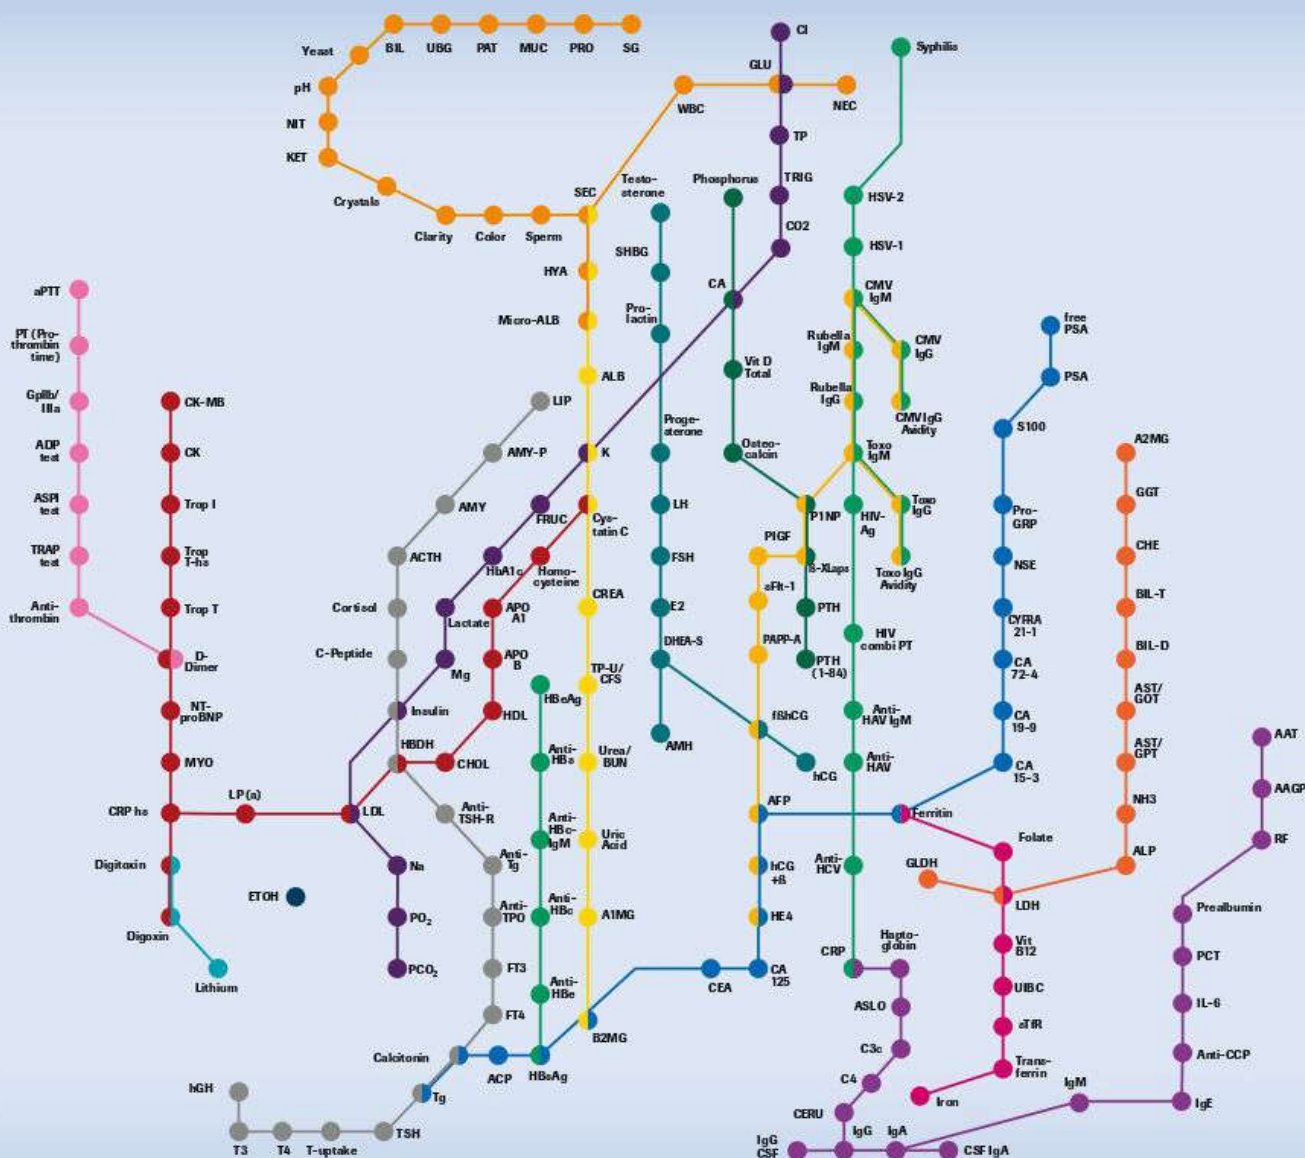 BIL
UBG
PAT
MUC
PRO
SG
Yeast
pH
NIT
KET
Crystals
Clarity
Color
Sperm
SEC
WBC
GLU
NEC
CI
TP
TRIG
CO2
Syphilis
HSV-2
HSV-1
CMV
IgM
CMV
IgG
CMV IgG
Avidity
Rubella
IgM
Rubella
IgG
Toxo
IgM
Toxo
IgG
Toxo IgG
Avidity
HIV-
Ag
HIV
combi PT
Anti-
HAV IgM
Anti-
HAV
Anti-
HCV
CRP
Hapto-
globin
ASLO
C3c
C4
CERU
IgG
CSF
IgG
IgA
CSF IgA
IgM
IgE
Anti-CCP
IL-6
PCT
Prealbumin
RF
AAGP
AAT
Testo-
sterone
SHBG
Pro-
lactin
Proge-
sterone
LH
FSH
E2
DHEA-S
AMH
fßhCG
hCG
Phosphorus
CA
Vit D
Total
Osteo-
calcin
P1NP
ß-XLaps
PTH
PTH
(1-84)
PlGF
sFlt-1
PAPP-A
AFP
hCG
+ß
HE4
CA
125
CEA
free
PSA
PSA
S100
Pro-
GRP
NSE
CYFRA
21-1
CA
72-4
CA
19-9
CA
15-3
Ferritin
Folate
GLDH
LDH
Vit
B12
UIBC
sTfR
Trans-
ferrin
Iron
A2MG
GGT
CHE
BIL-T
BIL-D
AST/
GOT
AST/
GPT
NH3
ALP
HYA
Micro-ALB
ALB
K
Cys-
tatin C
CREA
TP-U/
CFS
Urea/
BUN
Uric
Acid
A1MG
B2MG
LIP
AMY-P
AMY
ACTH
Cortisol
C-Peptide
Insulin
HBDH
Anti-
TSH-R
Anti-
Tg
Anti-
TPO
FT3
FT4
Calcitonin
Tg
ACP
HBsAg
TSH
T-uptake
T4
T3
hGH
FRUC
HbA1c
Lactate
Mg
Homo-
cysteine
APO
A1
APO
B
HDL
CHOL
HBeAg
Anti-
HBs
Anti-
HBc-
IgM
Anti-
HBc
Anti-
HBe
LDL
Na
PO2
PCO2
LP (a)
ETOH
aPTT
PT (Pro-
thrombin
time)
GpIIb/
IIIa
ADP
test
ASPI
test
TRAP
test
Anti-
thrombin
CK-MB
CK
Trop I
Trop
T-hs
Trop T
D-
Dimer
NT-
proBNP
MYO
CRP hs
Digitoxin
Digoxin
Lithium